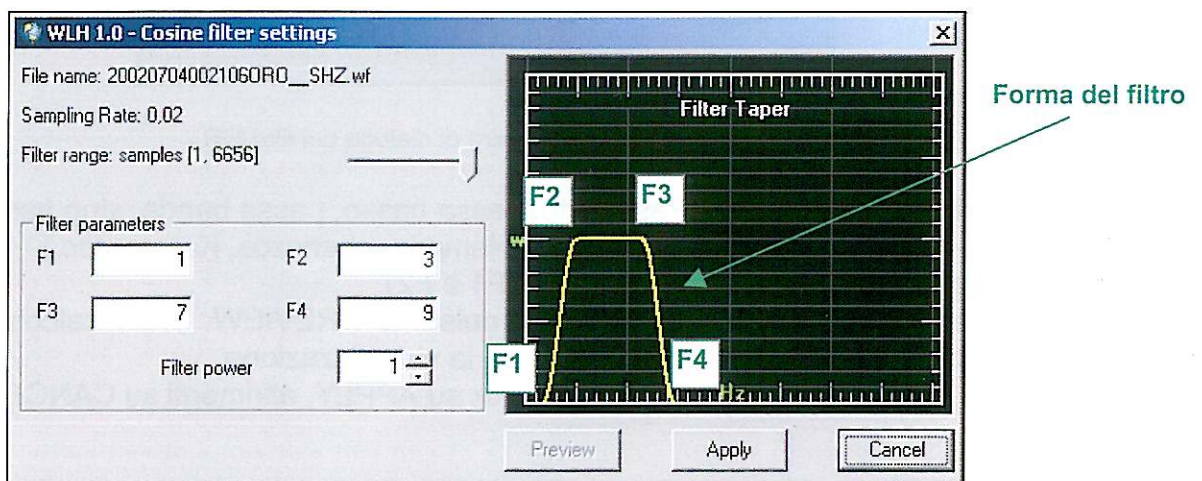 WLH 1.0 - Cosine filter settings
File name: 20020704002106ORO__SHZ.wf
Sampling Rate: 0,02
Filter range: samples [1, 6656]
Filter parameters
F1 1 F2 3
F3 7 F4 9
Filter power 1
Filter Taper
F2 F3
w
F1 F4
Hz
Preview Apply Cancel
Forma del filtro